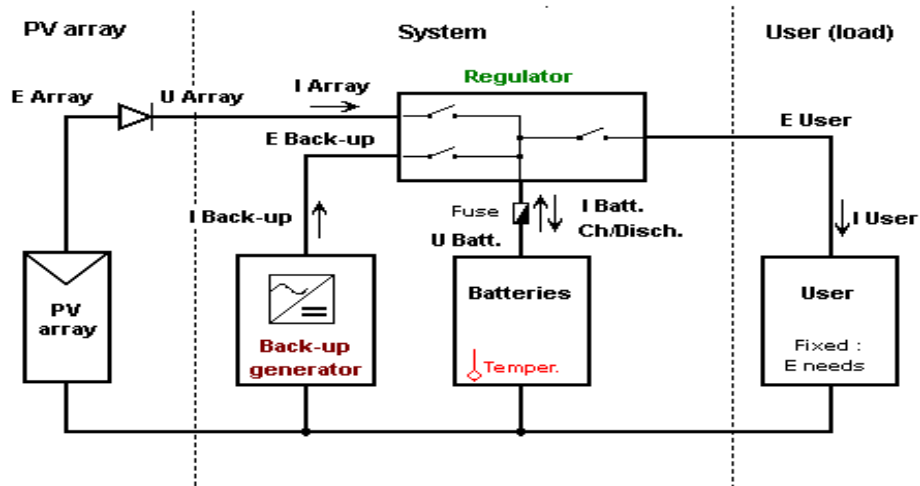 PV array
System
User (load)
Regulator
E Array
U Array
I Array
E User
E Back-up
I Back-up
Fuse
I Batt.
Ch/Disch.
U Batt.
I User
PV
array
Back-up
generator
Batteries
Temper.
User
Fixed :
E needs